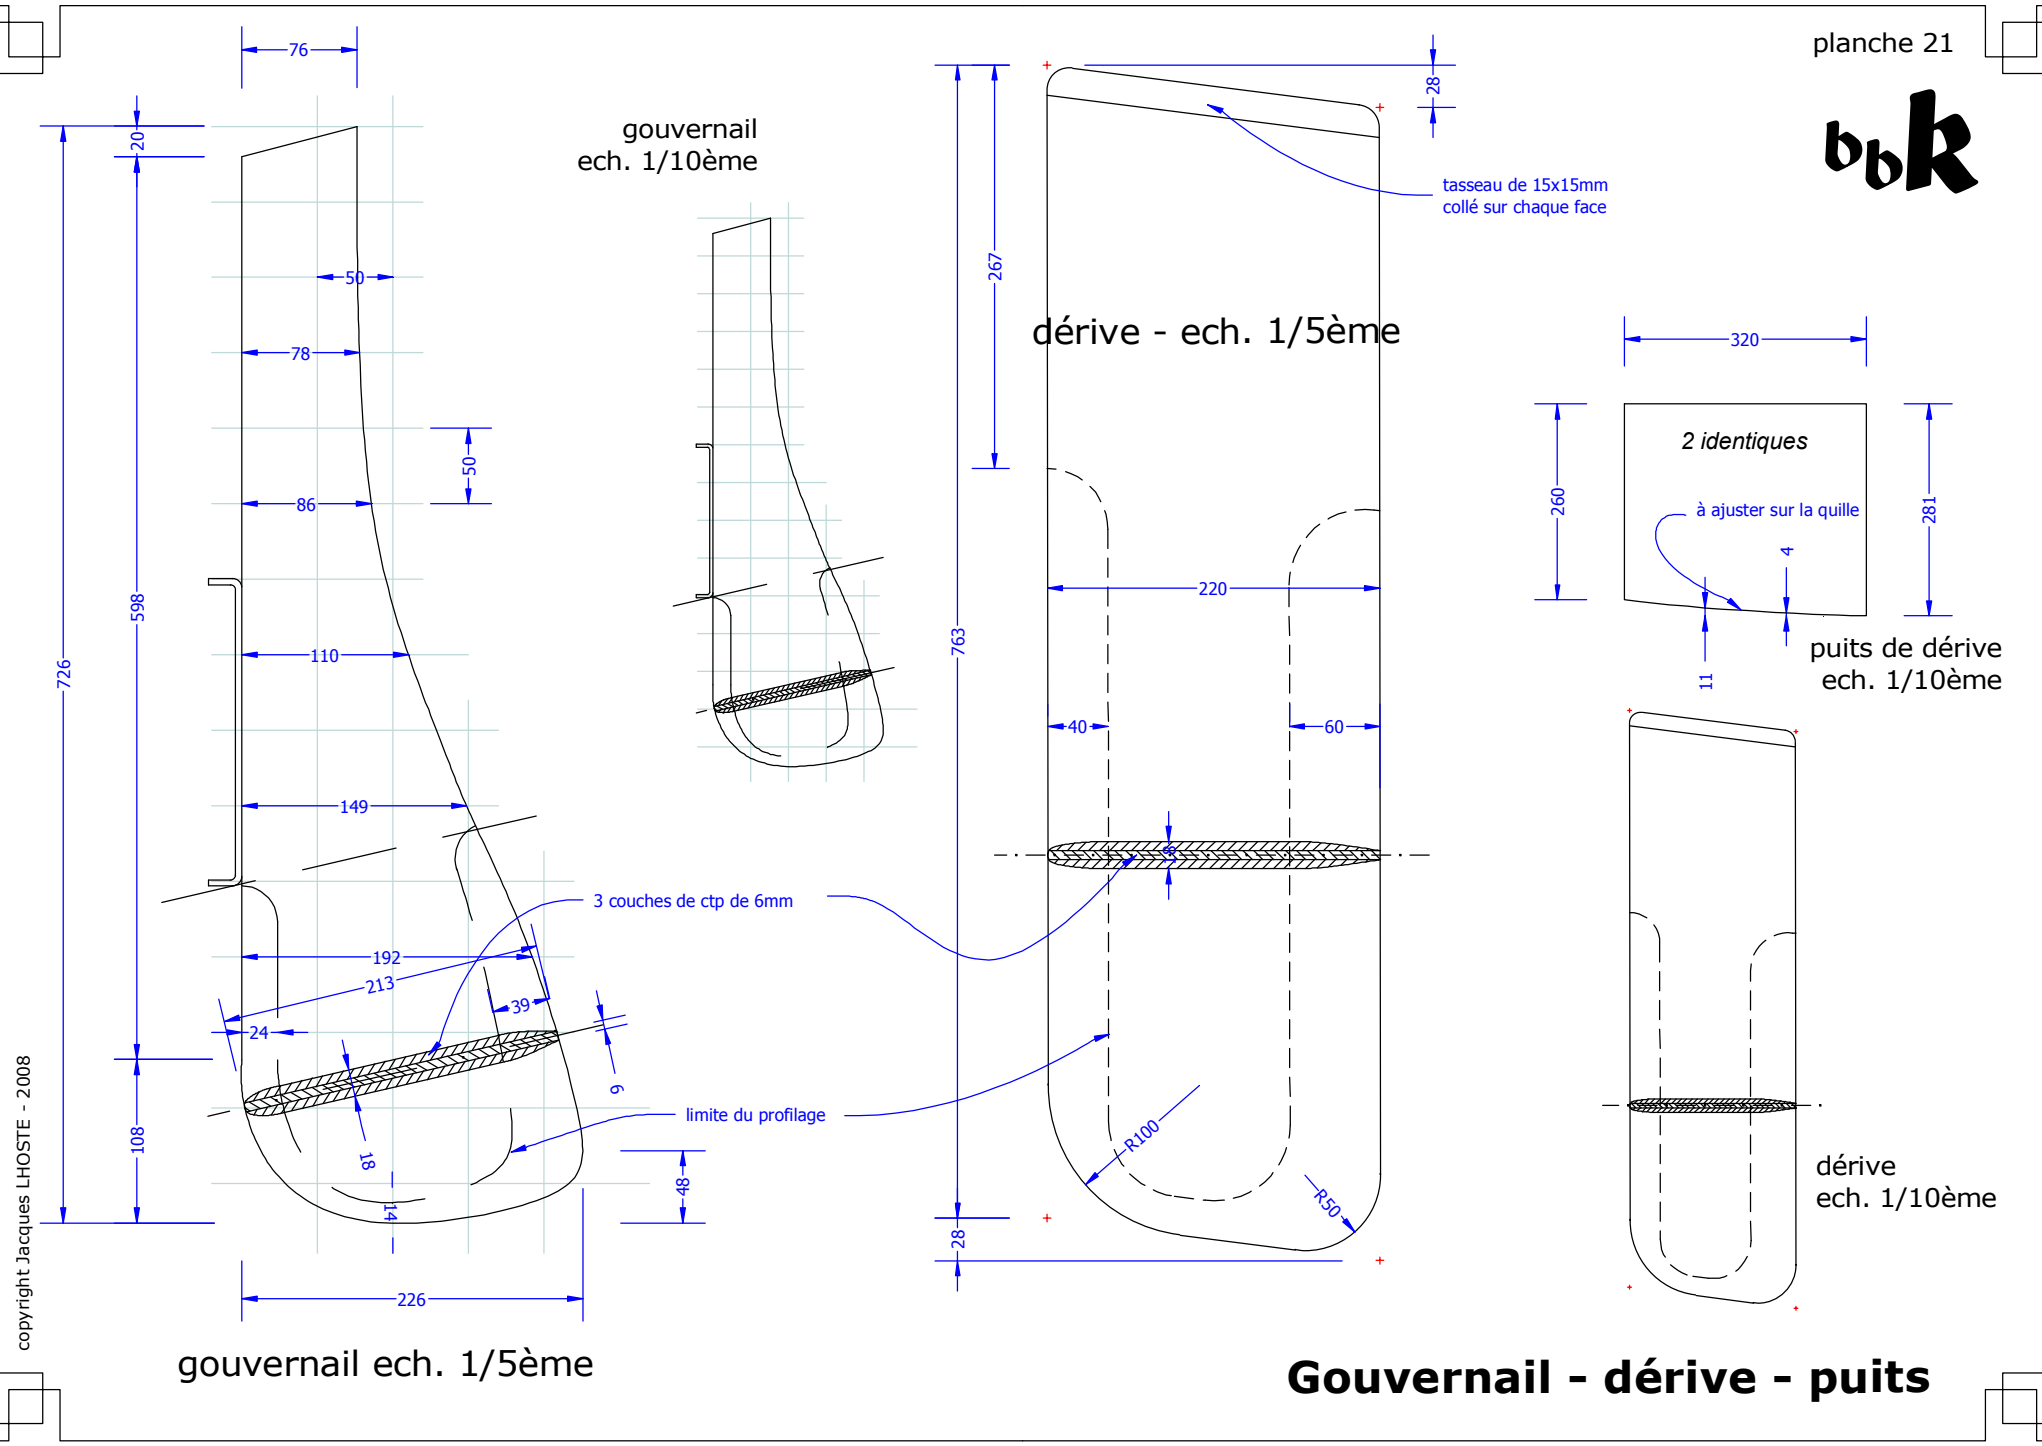 planche 21
bbk
76
20
726
598
108
50
78
50
86
110
149
192
213
39
24
6
18
14
48
226
gouvernail
ech. 1/10ème
gouvernail ech. 1/5ème
3 couches de ctp de 6mm
limite du profilage
28
tasseau de 15x15mm
collé sur chaque face
267
dérive - ech. 1/5ème
763
220
40
60
18
R100
R50
28
320
260
281
2 identiques
à ajuster sur la quille
4
11
puits de dérive
ech. 1/10ème
dérive
ech. 1/10ème
copyright Jacques LHOSTE - 2008
Gouvernail - dérive - puits